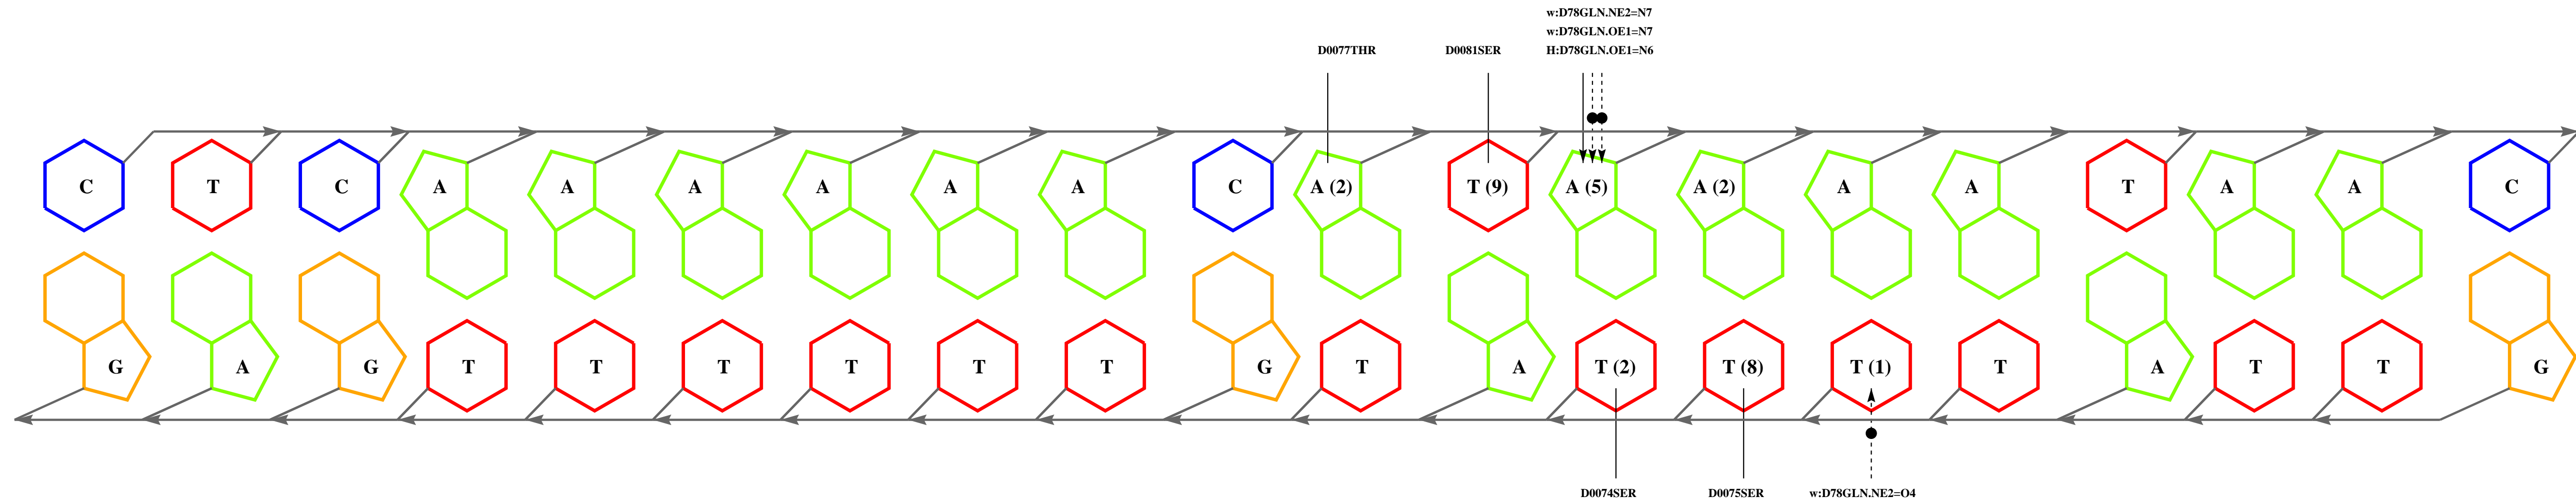 w:D78GLN.NE2=N7
w:D78GLN.OE1=N7
D0077THR D0081SER H:D78GLN.OE1=N6
C T C A A A A A A C A (2) T (9) A (5) A (2) A A T A A C
G A G T T T T T T G T A T (2) T (8) T (1) T A T T G
D0074SER D0075SER w:D78GLN.NE2=O4